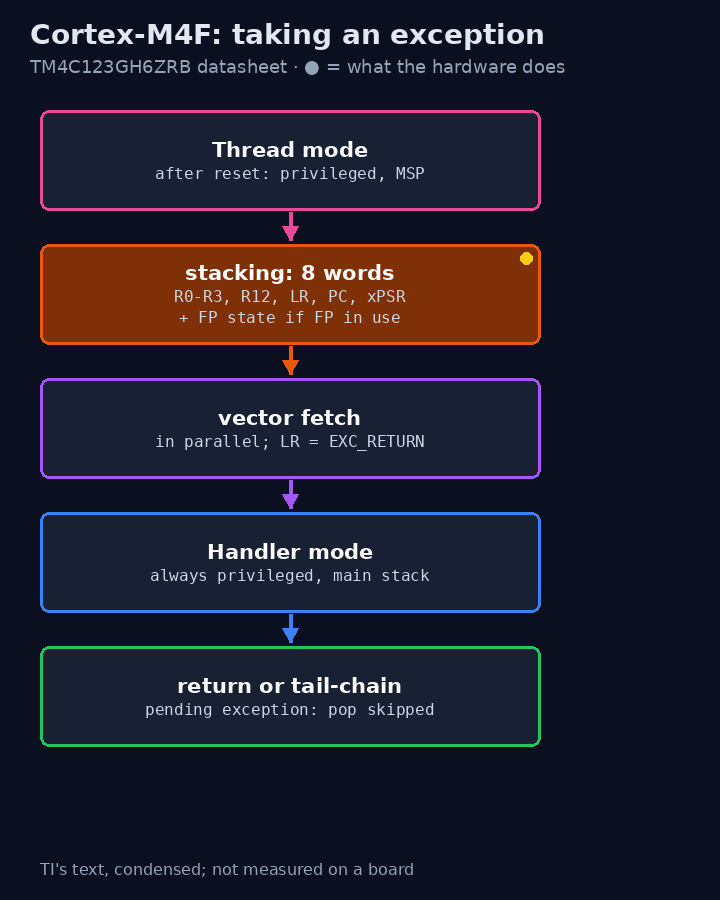 Cortex-M4F: taking an exception
TM4C123GH6ZRB datasheet · ● = what the hardware does
Thread mode
after reset: privileged, MSP
stacking: 8 words
R0-R3, R12, LR, PC, xPSR
+ FP state if FP in use
vector fetch
in parallel; LR = EXC_RETURN
Handler mode
always privileged, main stack
return or tail-chain
pending exception: pop skipped
TI's text, condensed; not measured on a board